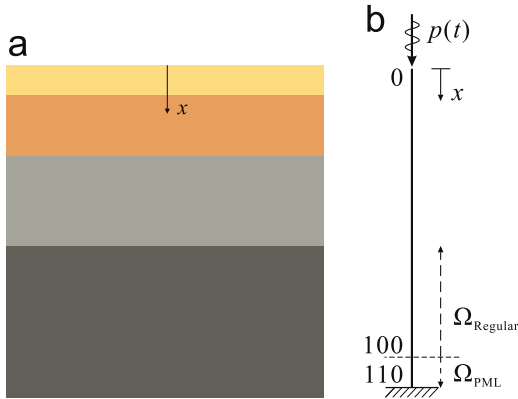 a
x
b
p(t)
0
x
Ω_Regular
100
110
Ω_PML